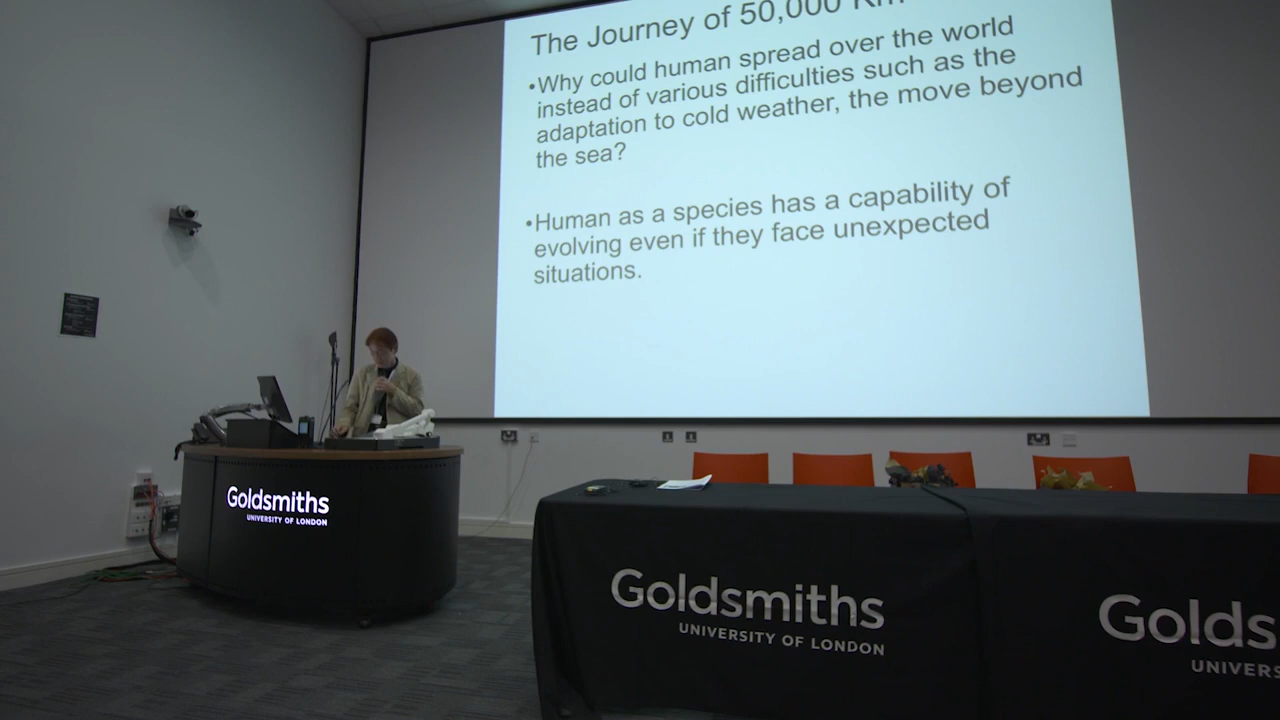 The Journey of 50,000 Km
•Why could human spread over the world
instead of various difficulties such as the
adaptation to cold weather, the move beyond
the sea?
•Human as a species has a capability of
evolving even if they face unexpected
situations.
Goldsmiths
UNIVERSITY OF LONDON
Goldsmiths
UNIVERSITY OF LONDON
Golds
UNIVERS